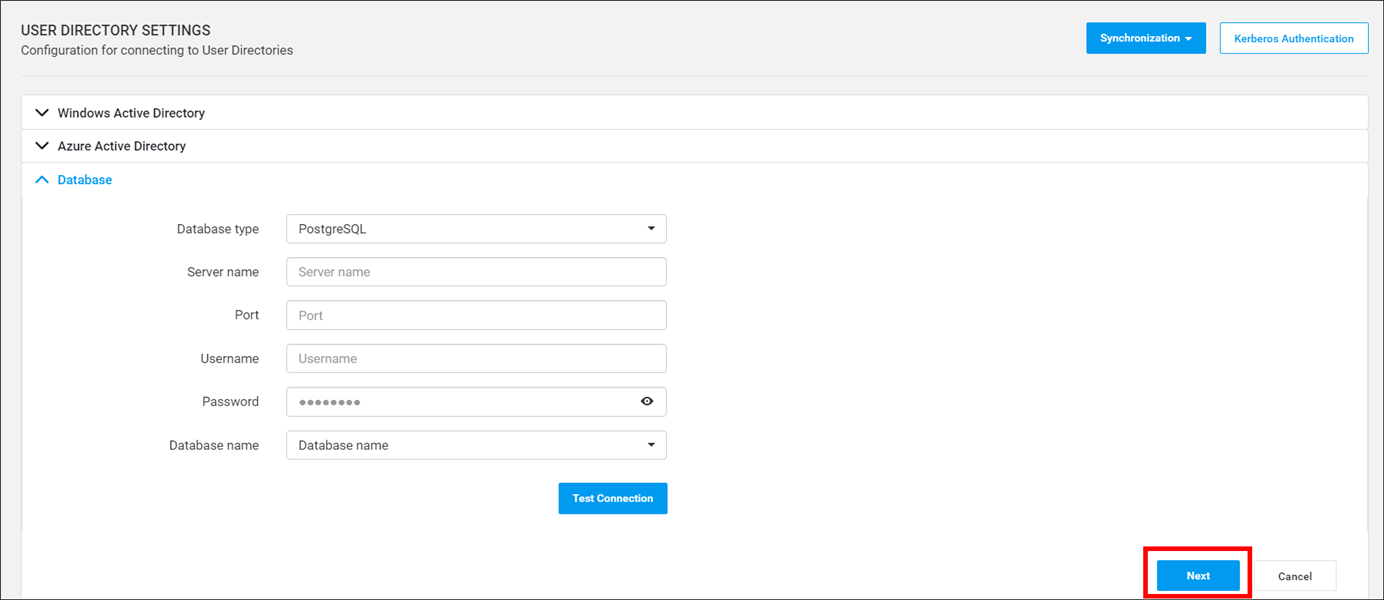 USER DIRECTORY SETTINGS
Configuration for connecting to User Directories
Synchronization
Kerberos Authentication
Windows Active Directory
Azure Active Directory
Database
Database type PostgreSQL
Server name Server name
Port Port
Username Username
Password ●●●●●●●●
Database name Database name
Test Connection
Next Cancel